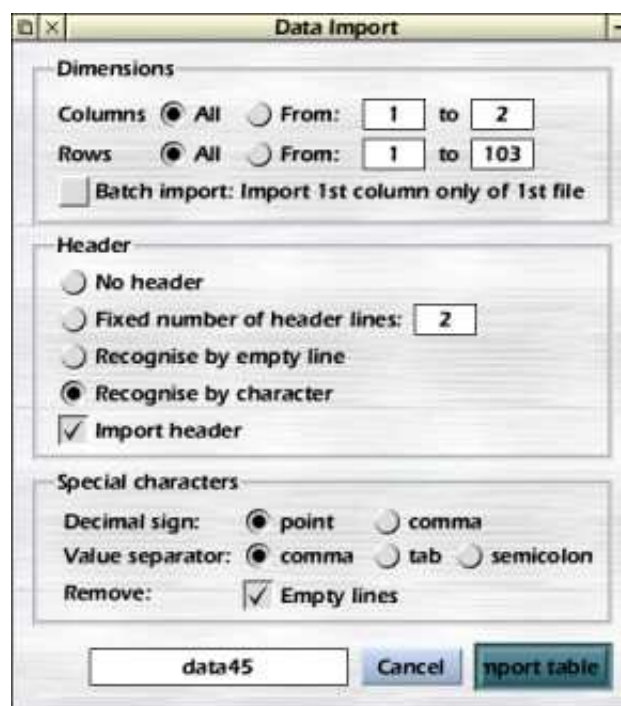 Data Import
Dimensions
Columns All From: 1 to 2
Rows All From: 1 to 103
Batch import: Import 1st column only of 1st file
Header
No header
Fixed number of header lines: 2
Recognise by empty line
Recognise by character
Import header
Special characters
Decimal sign: point comma
Value separator: comma tab semicolon
Remove: Empty lines
data45 Cancel mport table